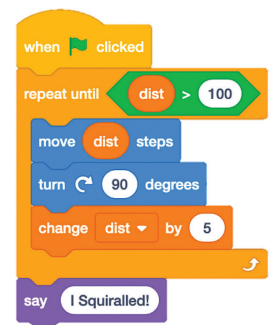 when clicked
repeat until dist > 100
move dist steps
turn 90 degrees
change dist by 5
say I Squiralled!